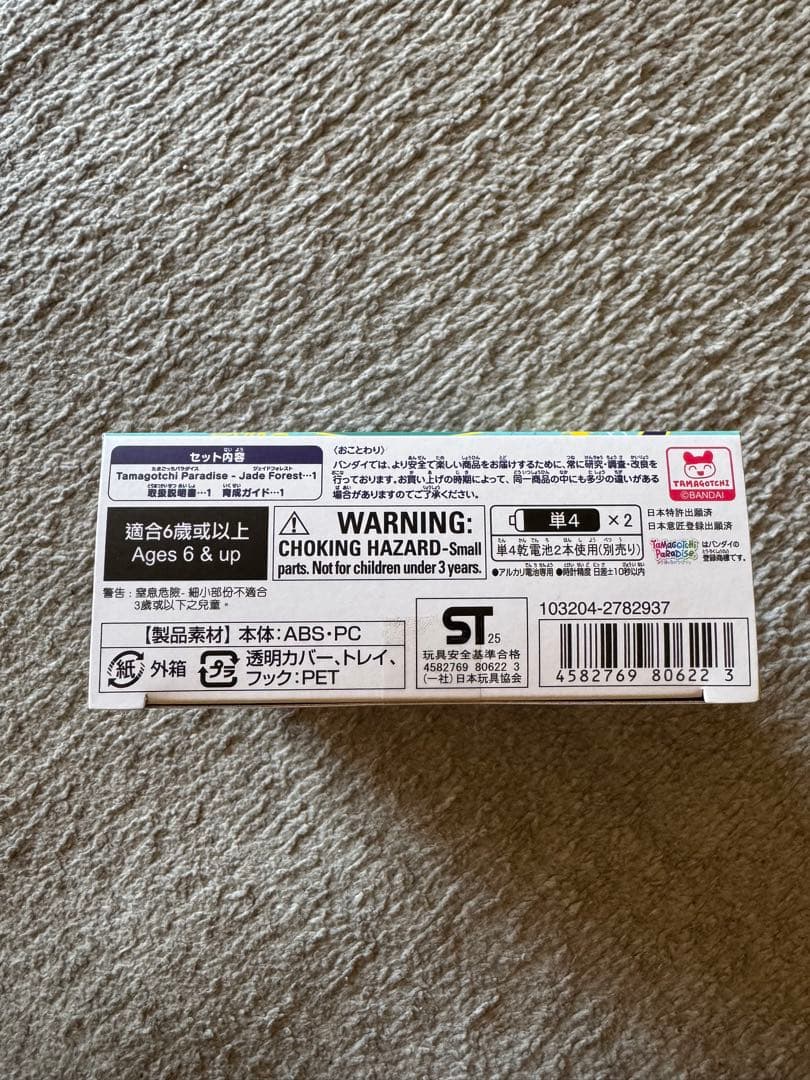 セット内容
Tamagotchi Paradise - Jade Forest…1
取扱説明書…1 育成ガイド…1
〈おことわり〉
バンダイでは、より安全で楽しい商品をお届けするために、常に研究・調査・改良を
行っております。お買い上げの時期によって、同一商品の中にも多少の違いがある
場合がありますのでご了承ください。
TAMAGOTCHI
©BANDAI
日本特許出願済
日本意匠登録出願済
TAMAGOTCHI Paradise はバンダイの
登録商標です。
適合6歲或以上
Ages 6 & up
警告:窒息危險- 細小部份不適合
3歲或以下之兒童。
WARNING:
CHOKING HAZARD-Small
parts. Not for children under 3 years.
単4 ×2
単4乾電池2本使用(別売り)
●アルカリ電池専用 ●時計精度 日差±10秒以内
【製品素材】本体:ABS・PC
紙 外箱 プラ 透明カバー、トレイ、
フック:PET
ST 25
玩具安全基準合格
4582769 80622 3
(一社)日本玩具協会
103204-2782937
4 582769 806223